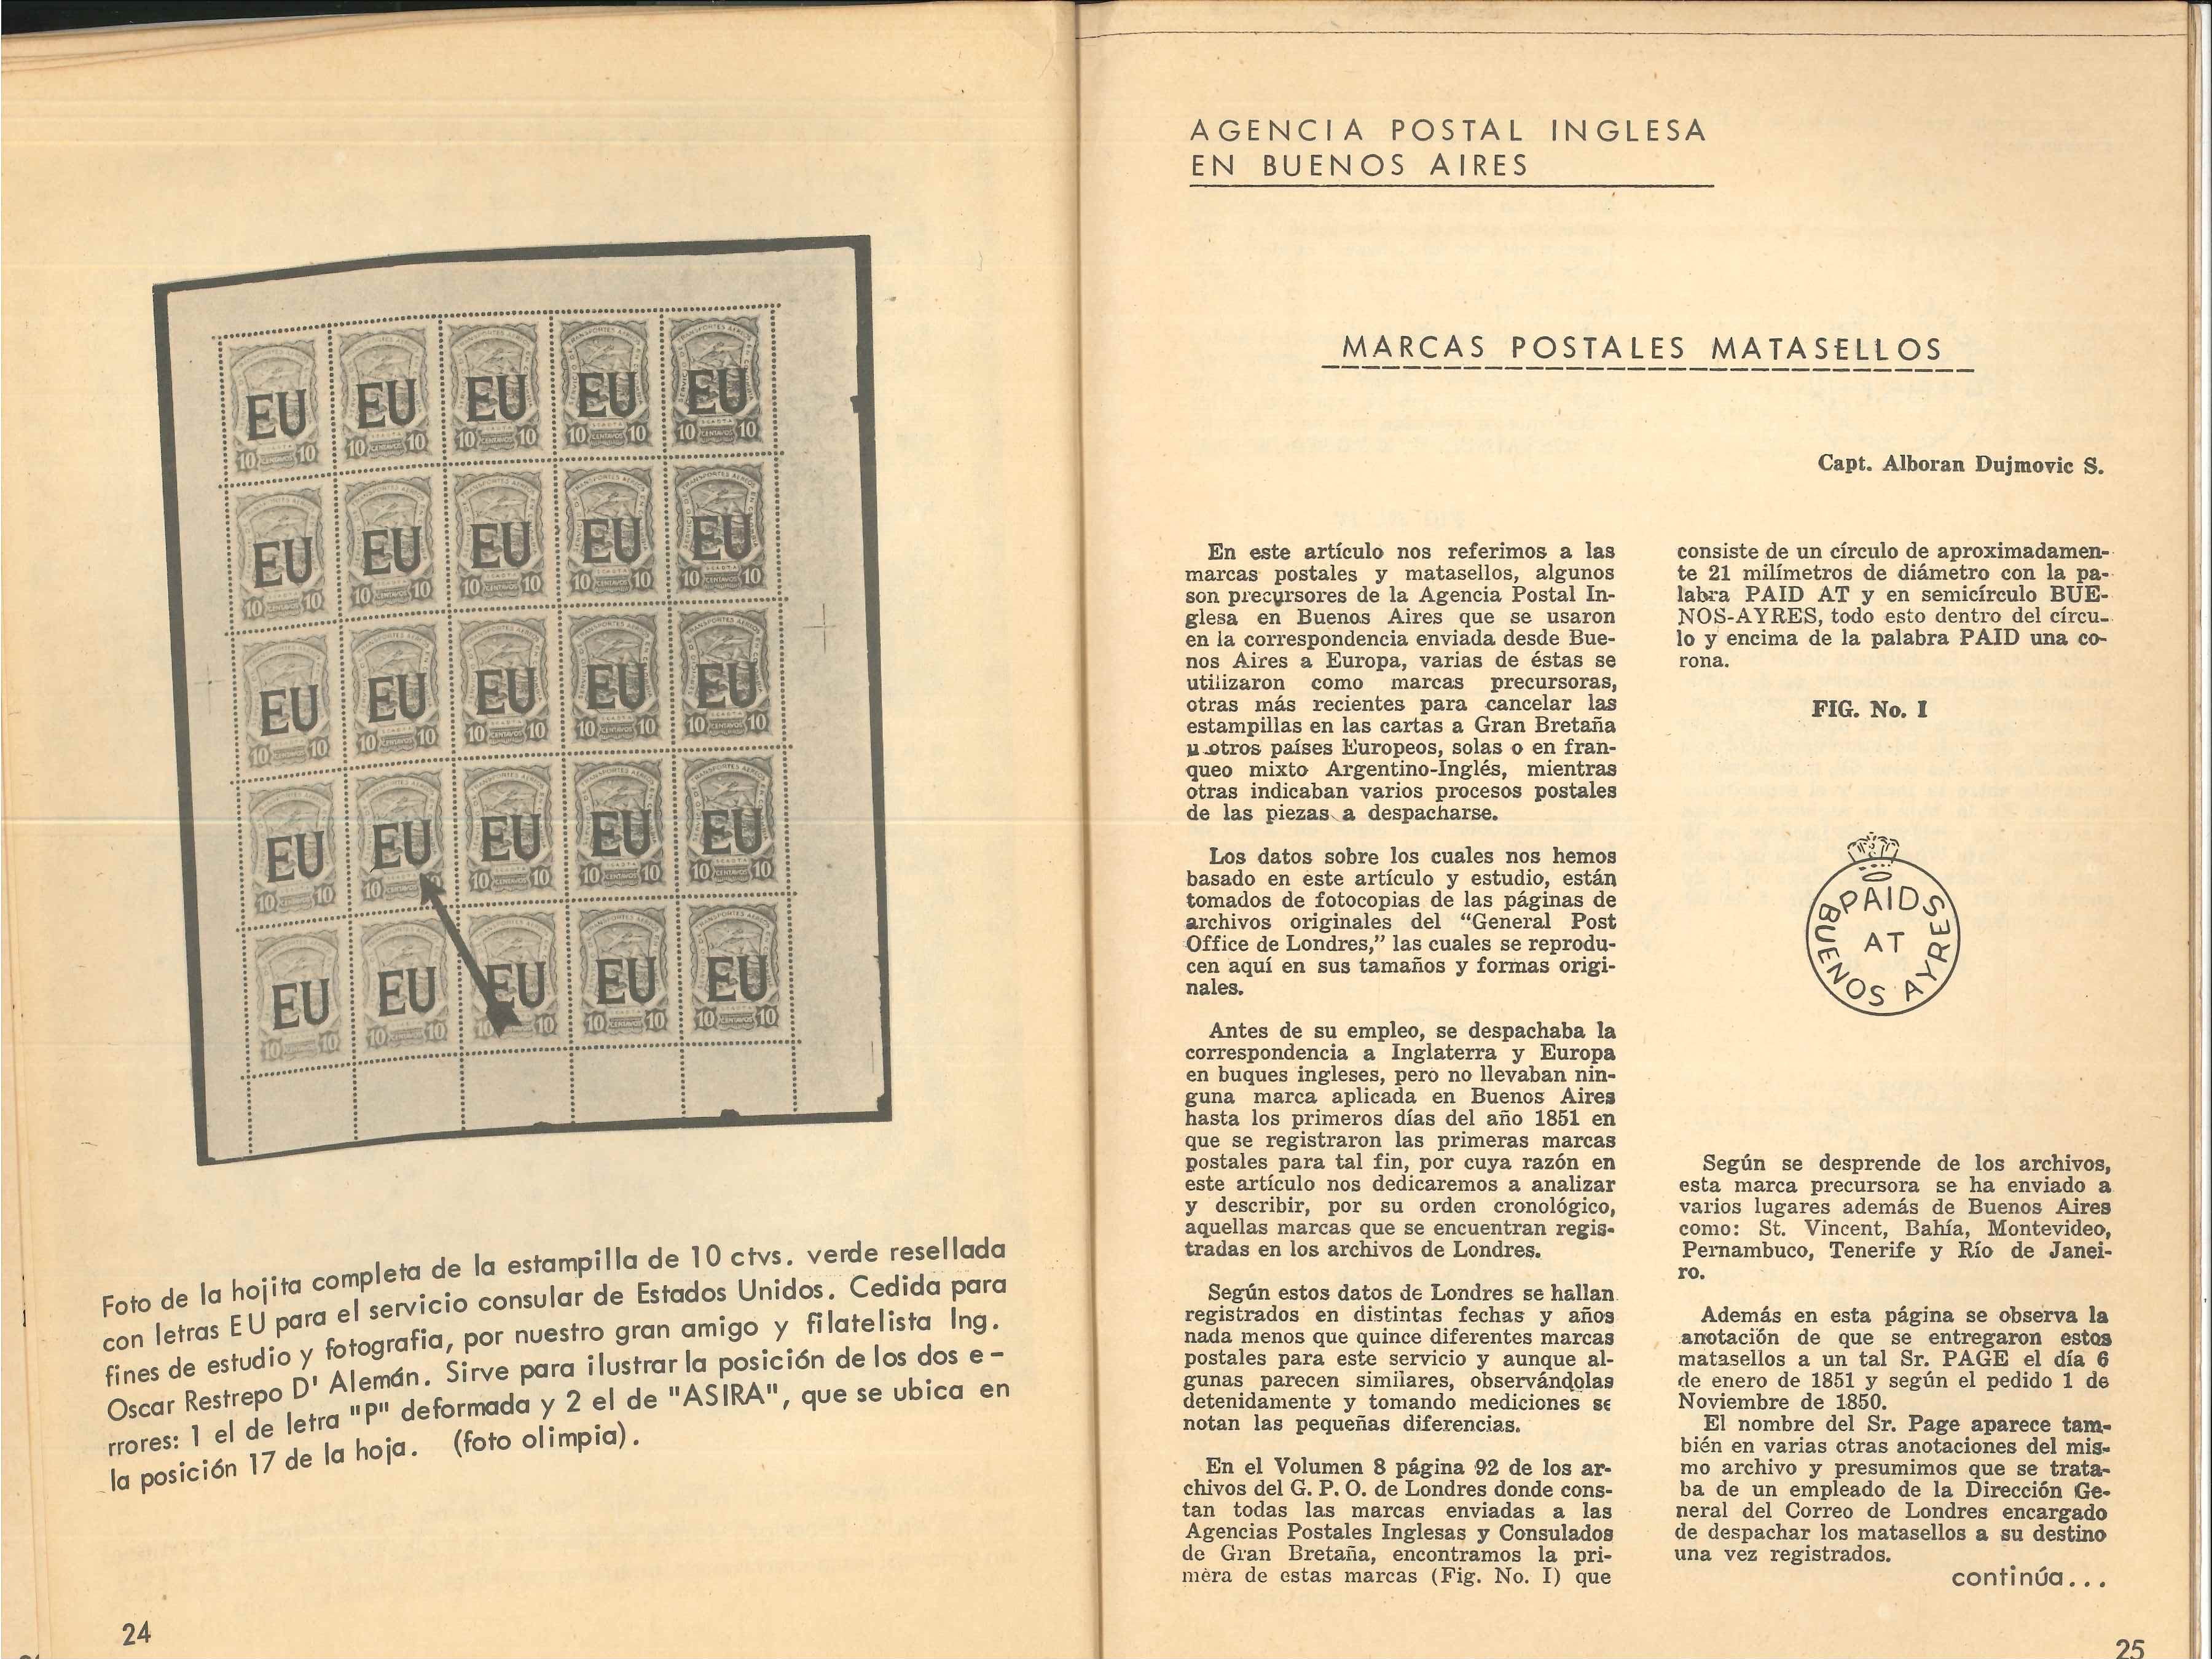 EU EU EU EU EU
EU EU EU EU EU
EU EU EU EU EU
EU EU EU EU EU
EU EU EU EU EU
Foto de la hojita completa de la estampilla de 10 ctvs. verde resellada
con letras EU para el servicio consular de Estados Unidos. Cedida para
fines de estudio y fotografia, por nuestro gran amigo y filatelista Ing.
Oscar Restrepo D' Alemán. Sirve para ilustrar la posición de los dos e-
rrores: 1 el de letra "P" deformada y 2 el de "ASIRA", que se ubica en
la posición 17 de la hoja. (foto olimpia).
24
AGENCIA POSTAL INGLESA
EN BUENOS AIRES
MARCAS POSTALES MATASELLOS
Capt. Alboran Dujmovic S.
En este artículo nos referimos a las
marcas postales y matasellos, algunos
son precursores de la Agencia Postal In-
glesa en Buenos Aires que se usaron
en la correspondencia enviada desde Bue-
nos Aires a Europa, varias de éstas se
utilizaron como marcas precursoras,
otras más recientes para cancelar las
estampillas en las cartas a Gran Bretaña
u otros países Europeos, solas o en fran-
queo mixto Argentino-Inglés, mientras
otras indicaban varios procesos postales
de las piezas a despacharse.
Los datos sobre los cuales nos hemos
basado en este artículo y estudio, están
tomados de fotocopias de las páginas de
archivos originales del “General Post
Office de Londres,” las cuales se reprodu-
cen aquí en sus tamaños y formas origi-
nales.
Antes de su empleo, se despachaba la
correspondencia a Inglaterra y Europa
en buques ingleses, pero no llevaban nin-
guna marca aplicada en Buenos Aires
hasta los primeros días del año 1851 en
que se registraron las primeras marcas
postales para tal fin, por cuya razón en
este artículo nos dedicaremos a analizar
y describir, por su orden cronológico,
aquellas marcas que se encuentran regis-
tradas en los archivos de Londres.
Según estos datos de Londres se hallan
registrados en distintas fechas y años
nada menos que quince diferentes marcas
postales para este servicio y aunque al-
gunas parecen similares, observándolas
detenidamente y tomando mediciones se
notan las pequeñas diferencias.
En el Volumen 8 página 92 de los ar-
chivos del G. P. O. de Londres donde cons-
tan todas las marcas enviadas a las
Agencias Postales Inglesas y Consulados
de Gran Bretaña, encontramos la pri-
mera de estas marcas (Fig. No. I) que
consiste de un círculo de aproximadamen-
te 21 milímetros de diámetro con la pa-
labra PAID AT y en semicírculo BUE-
NOS-AYRES, todo esto dentro del círcu-
lo y encima de la palabra PAID una co-
rona.
FIG. No. I
PAID
AT
BUENOS AYRES
Según se desprende de los archivos,
esta marca precursora se ha enviado a
varios lugares además de Buenos Aires
como: St. Vincent, Bahía, Montevideo,
Pernambuco, Tenerife y Río de Janei-
ro.
Además en esta página se observa la
anotación de que se entregaron estos
matasellos a un tal Sr. PAGE el día 6
de enero de 1851 y según el pedido 1 de
Noviembre de 1850.
El nombre del Sr. Page aparece tam-
bién en varias otras anotaciones del mis-
mo archivo y presumimos que se trata-
ba de un empleado de la Dirección Ge-
neral del Correo de Londres encargado
de despachar los matasellos a su destino
una vez registrados.
continúa...
25